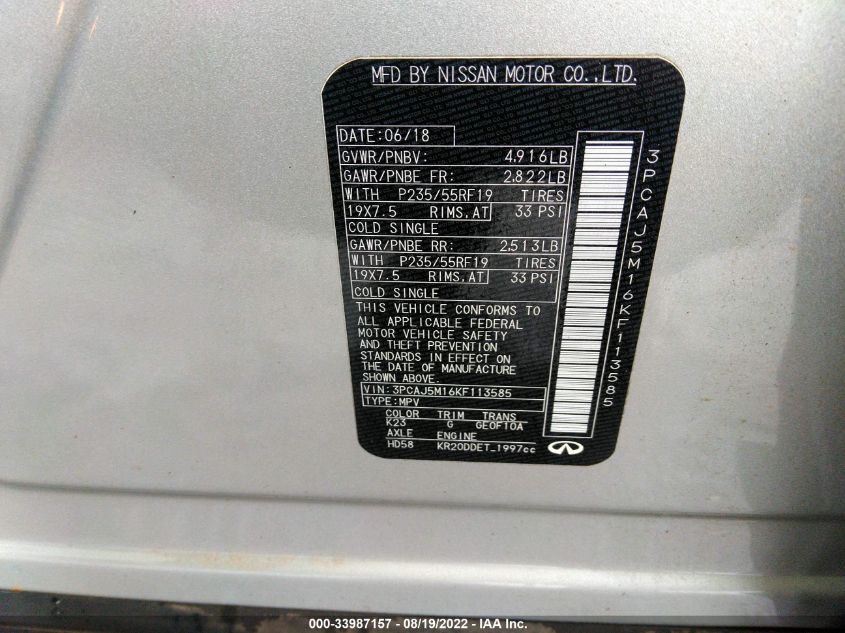 MFD BY NISSAN MOTOR CO.,LTD.
DATE:06/18
GVWR/PNBV: 4,916LB
GAWR/PNBE FR: 2,822LB
WITH P235/55RF19 TIRES
19X7.5 RIMS,AT 33 PSI
COLD SINGLE
GAWR/PNBE RR: 2,513LB
WITH P235/55RF19 TIRES
19X7.5 RIMS,AT 33 PSI
COLD SINGLE
THIS VEHICLE CONFORMS TO
ALL APPLICABLE FEDERAL
MOTOR VEHICLE SAFETY
AND THEFT PREVENTION
STANDARDS IN EFFECT ON
THE DATE OF MANUFACTURE
SHOWN ABOVE.
VIN:3PCAJ5M16KF113585
TYPE:MPV
COLOR TRIM TRANS
K23 G GE0F10A
AXLE ENGINE
HD58 KR20DDET_1997cc
3PCAJ5M16KF113585
000-33987157 - 08/19/2022 - IAA Inc.